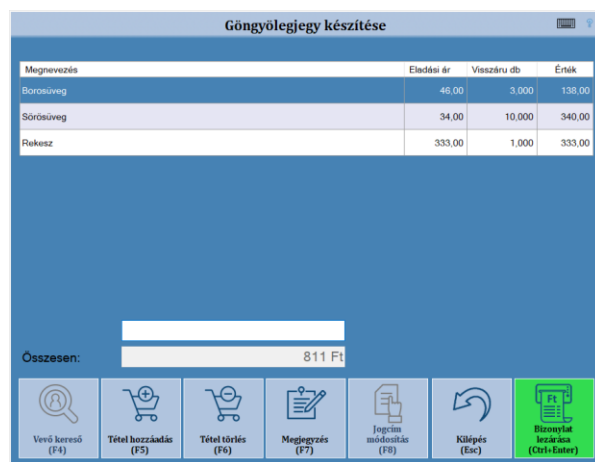 Göngyölegjegy készítése
Megnevezés Eladási ár Visszáru db Érték
Borosüveg 46,00 3,000 138,00
Sörösüveg 34,00 10,000 340,00
Rekesz 333,00 1,000 333,00
Összesen: 811 Ft
Vevő kereső
(F4)
Tétel hozzáadás
(F5)
Tétel törlés
(F6)
Megjegyzés
(F7)
Jogcím
módosítás
(F8)
Kilépés
(Esc)
Ft
Bizonylat
lezárása
(Ctrl+Enter)